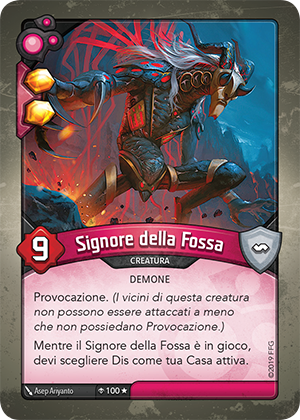 Signore della Fossa
9
CREATURA
DEMONE
Provocazione. (I vicini di questa creatura
non possono essere attaccati a meno
che non possiedano Provocazione.)
Mentre il Signore della Fossa è in gioco,
devi scegliere Dis come tua Casa attiva.
Asep Ariyanto
100
©2019 FFG